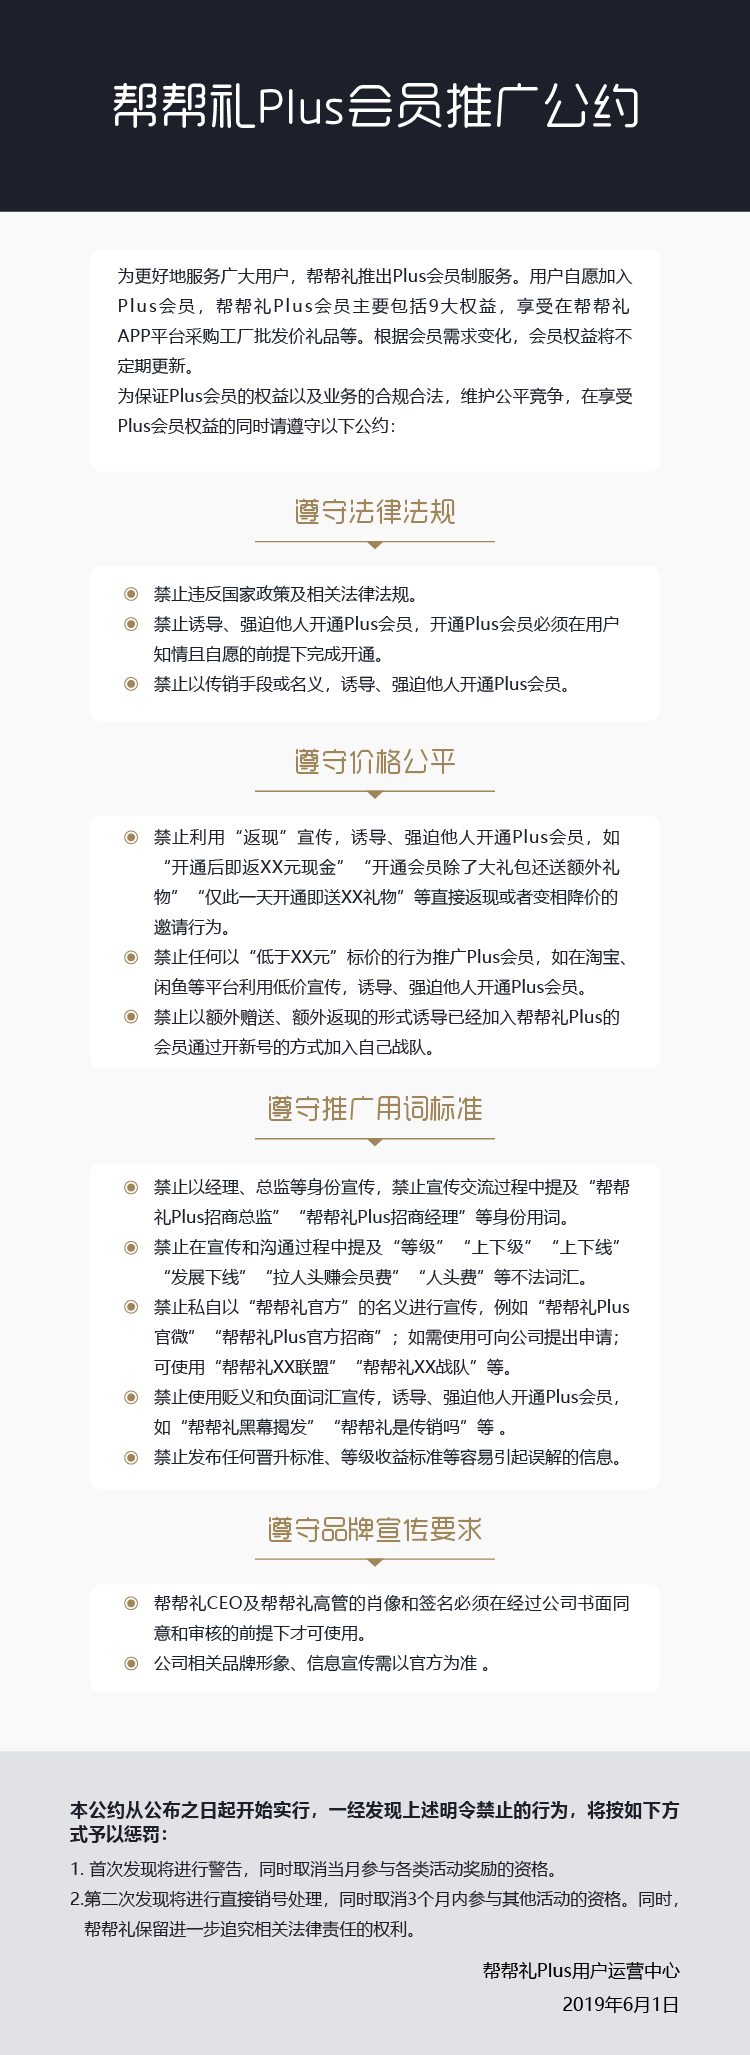 帮帮礼Plus会员推广公约
为更好地服务广大用户，帮帮礼推出Plus会员制服务。用户自愿加入
Plus会员，帮帮礼Plus会员主要包括9大权益，享受在帮帮礼
APP平台采购工厂批发价礼品等。根据会员需求变化，会员权益将不
定期更新。
为保证Plus会员的权益以及业务的合规合法，维护公平竞争，在享受
Plus会员权益的同时请遵守以下公约：
遵守法律法规
◉ 禁止违反国家政策及相关法律法规。
◉ 禁止诱导、强迫他人开通Plus会员，开通Plus会员必须在用户
知情且自愿的前提下完成开通。
◉ 禁止以传销手段或名义，诱导、强迫他人开通Plus会员。
遵守价格公平
◉ 禁止利用“返现”宣传，诱导、强迫他人开通Plus会员，如
“开通后即返XX元现金”“开通会员除了大礼包还送额外礼
物”“仅此一天开通即送XX礼物”等直接返现或者变相降价的
邀请行为。
◉ 禁止任何以“低于XX元”标价的行为推广Plus会员，如在淘宝、
闲鱼等平台利用低价宣传，诱导、强迫他人开通Plus会员。
◉ 禁止以额外赠送、额外返现的形式诱导已经加入帮帮礼Plus的
会员通过开新号的方式加入自己战队。
遵守推广用词标准
◉ 禁止以经理、总监等身份宣传，禁止宣传交流过程中提及“帮帮
礼Plus招商总监”“帮帮礼Plus招商经理”等身份用词。
◉ 禁止在宣传和沟通过程中提及“等级”“上下级”“上下线”
“发展下线”“拉人头赚会员费”“人头费”等不法词汇。
◉ 禁止私自以“帮帮礼官方”的名义进行宣传，例如“帮帮礼Plus
官微”“帮帮礼Plus官方招商”；如需使用可向公司提出申请；
可使用“帮帮礼XX联盟”“帮帮礼XX战队”等。
◉ 禁止使用贬义和负面词汇宣传，诱导、强迫他人开通Plus会员，
如“帮帮礼黑幕揭发”“帮帮礼是传销吗”等 。
◉ 禁止发布任何晋升标准、等级收益标准等容易引起误解的信息。
遵守品牌宣传要求
◉ 帮帮礼CEO及帮帮礼高管的肖像和签名必须在经过公司书面同
意和审核的前提下才可使用。
◉ 公司相关品牌形象、信息宣传需以官方为准 。
本公约从公布之日起开始实行，一经发现上述明令禁止的行为，将按如下方
式予以惩罚：
1. 首次发现将进行警告，同时取消当月参与各类活动奖励的资格。
2.第二次发现将进行直接销号处理，同时取消3个月内参与其他活动的资格。同时，
帮帮礼保留进一步追究相关法律责任的权利。
帮帮礼Plus用户运营中心
2019年6月1日